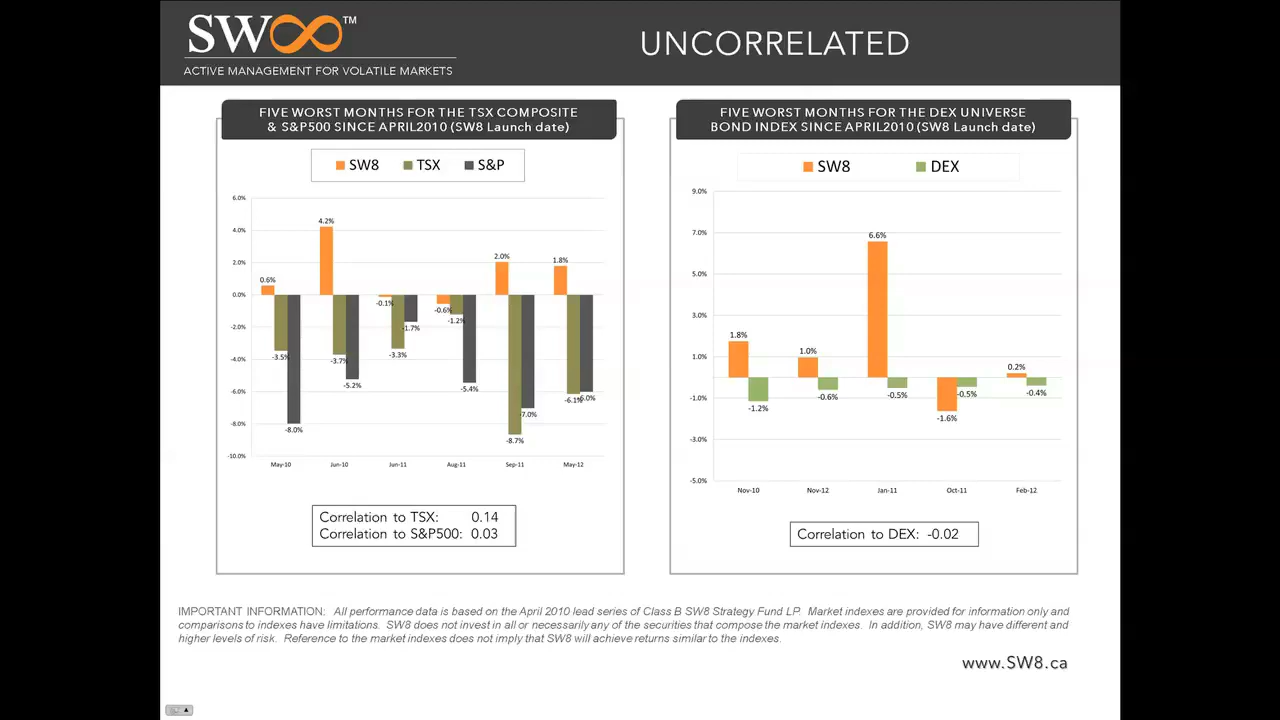 SW∞™
UNCORRELATED
ACTIVE MANAGEMENT FOR VOLATILE MARKETS
FIVE WORST MONTHS FOR THE TSX COMPOSITE
& S&P500 SINCE APRIL2010 (SW8 Launch date)
SW8 TSX S&P
6.0%
4.0%
2.0%
0.0%
-2.0%
-4.0%
-6.0%
-8.0%
-10.0%
0.6%
-3.5%
-8.0%
4.2%
-3.7%
-5.2%
-0.1%
-3.3%
-1.7%
-0.6%
-1.2%
-5.4%
2.0%
-8.7%
-7.0%
1.8%
-6.1%
-6.0%
May-10 Jun-10 Jun-11 Aug-11 Sep-11 May-12
Correlation to TSX: 0.14
Correlation to S&P500: 0.03
FIVE WORST MONTHS FOR THE DEX UNIVERSE
BOND INDEX SINCE APRIL2010 (SW8 Launch date)
SW8 DEX
9.0%
7.0%
5.0%
3.0%
1.0%
-1.0%
-3.0%
-5.0%
1.8%
-1.2%
1.0%
-0.6%
6.6%
-0.5%
-1.6%
-0.5%
0.2%
-0.4%
Nov-10 Nov-12 Jan-11 Oct-11 Feb-12
Correlation to DEX: -0.02
IMPORTANT INFORMATION: All performance data is based on the April 2010 lead series of Class B SW8 Strategy Fund LP. Market indexes are provided for information only and
comparisons to indexes have limitations. SW8 does not invest in all or necessarily any of the securities that compose the market indexes. In addition, SW8 may have different and
higher levels of risk. Reference to the market indexes does not imply that SW8 will achieve returns similar to the indexes.
www.SW8.ca